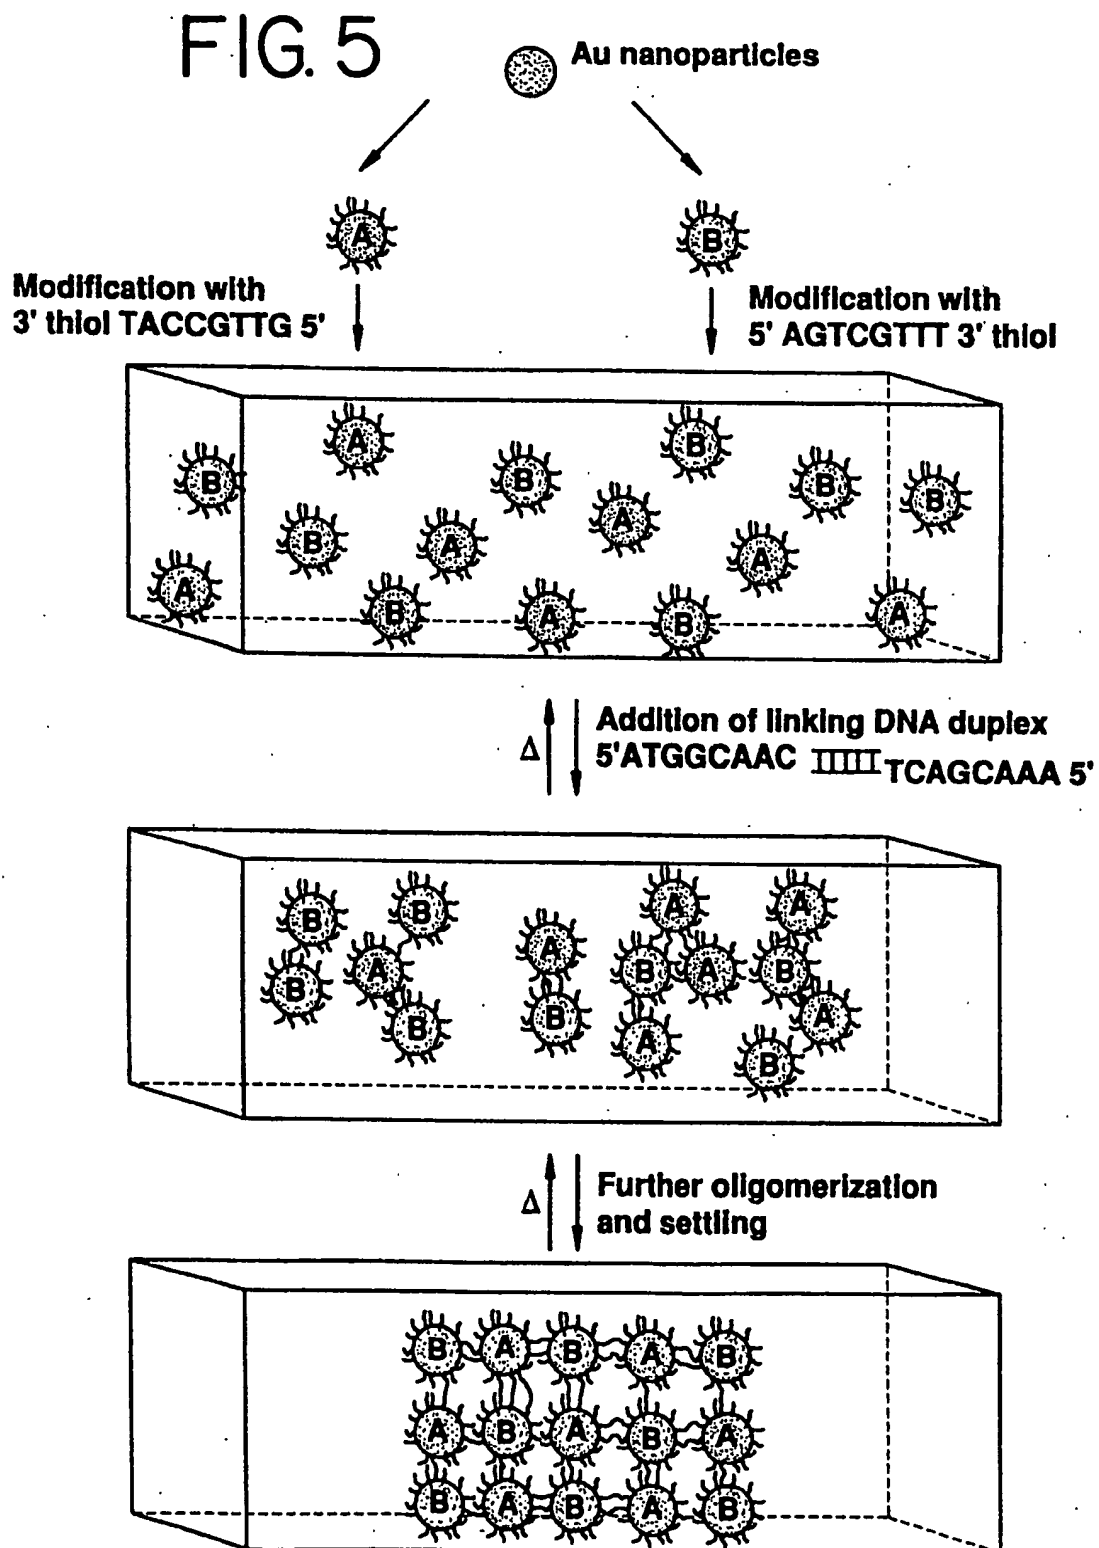 FIG. 5
Au nanoparticles
A
B
Modification with
3' thiol TACCGTTG 5'
Modification with
5' AGTCGTTT 3' thiol
A
B
B
B
B
B
A
B
A
A
A
B
A
B
A
Δ
Addition of linking DNA duplex
5'ATGGCAAC
TCAGCAAA 5'
B
B
A
A
A
B
A
B
A
B
B
B
A
A
B
Δ
Further oligomerization
and settling
B A B A B
A B A B A
B A B A B